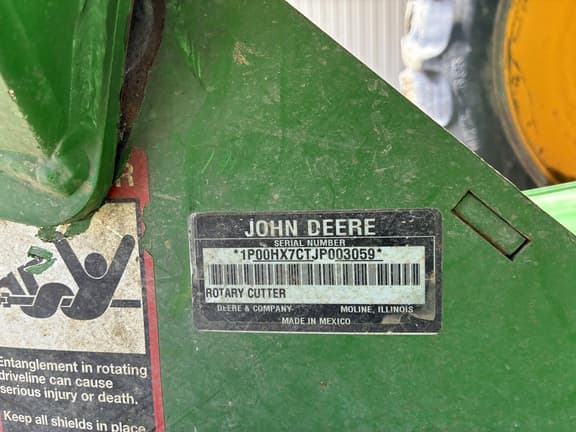 R
JOHN DEERE
SERIAL NUMBER
*1P00HX7CTJP003059*
ROTARY CUTTER
DEERE & COMPANY MOLINE, ILLINOIS
MADE IN MEXICO
Entanglement in rotating
driveline can cause
serious injury or death.
Keep all shields in place